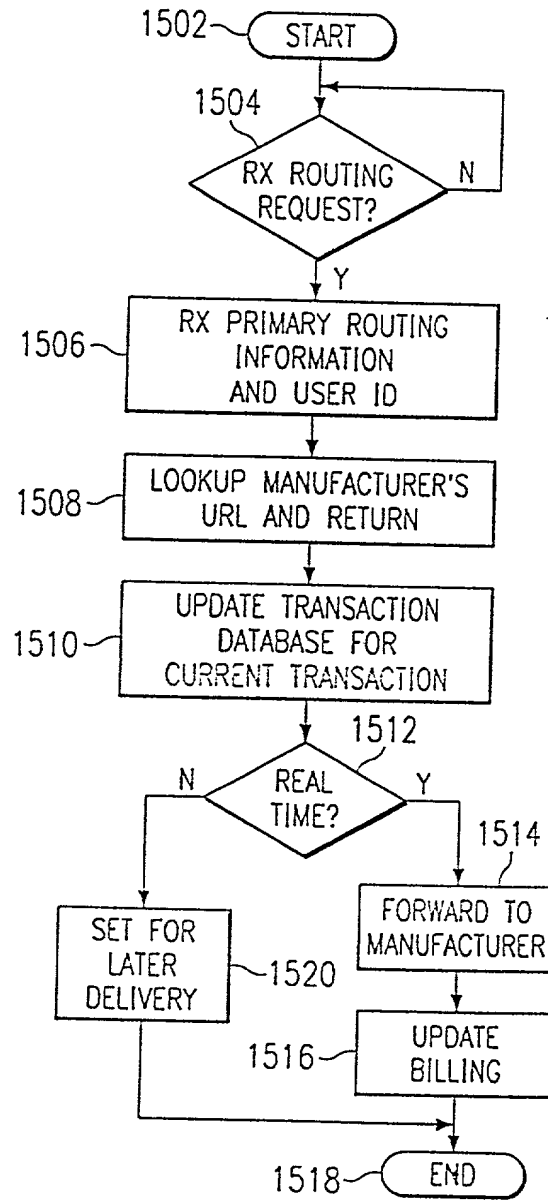 1502
START
1504
RX ROUTING
REQUEST?
N
Y
1506
RX PRIMARY ROUTING
INFORMATION
AND USER ID
1508
LOOKUP MANUFACTURER'S
URL AND RETURN
1510
UPDATE TRANSACTION
DATABASE FOR
CURRENT TRANSACTION
1512
REAL
TIME?
N
Y
1514
FORWARD TO
MANUFACTURER
SET FOR
LATER
DELIVERY
1520
1516
UPDATE
BILLING
1518
END